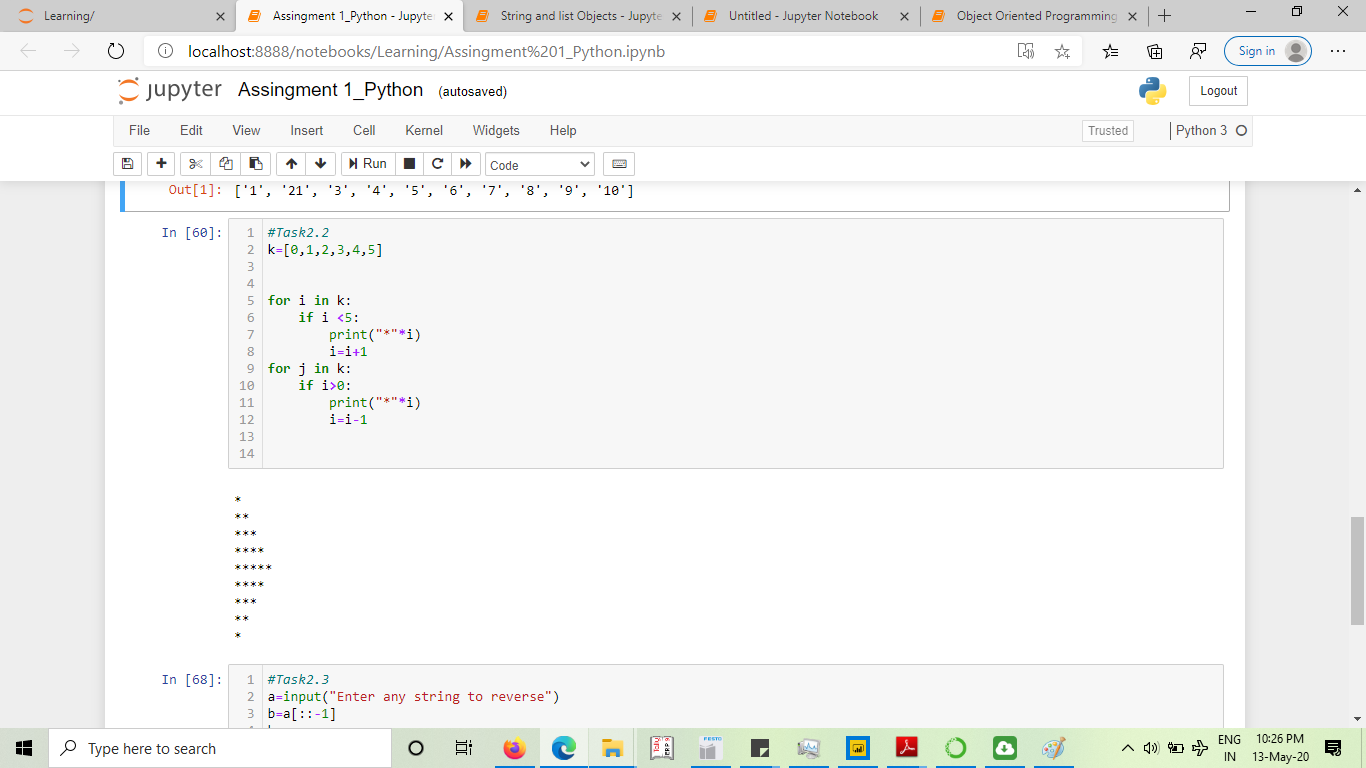 Learning/
Assingment 1_Python - Jupyter
String and list Objects - Jupyte
Untitled - Jupyter Notebook
Object Oriented Programming
localhost:8888/notebooks/Learning/Assingment%201_Python.ipynb
Sign in
jupyter Assingment 1_Python (autosaved)
Logout
File Edit View Insert Cell Kernel Widgets Help
Trusted
Python 3
Run
Code
Out[1]: ['1', '21', '3', '4', '5', '6', '7', '8', '9', '10']
In [60]:
1 #Task2.2
2 k=[0,1,2,3,4,5]
3
4
5 for i in k:
6     if i <5:
7         print("*"*i)
8         i=i+1
9 for j in k:
10     if i>0:
11         print("*"*i)
12         i=i-1
13
14
*
**
***
****
*****
****
***
**
*
In [68]:
1 #Task2.3
2 a=input("Enter any string to reverse")
3 b=a[::-1]
Type here to search
ENG
IN
10:26 PM
13-May-20